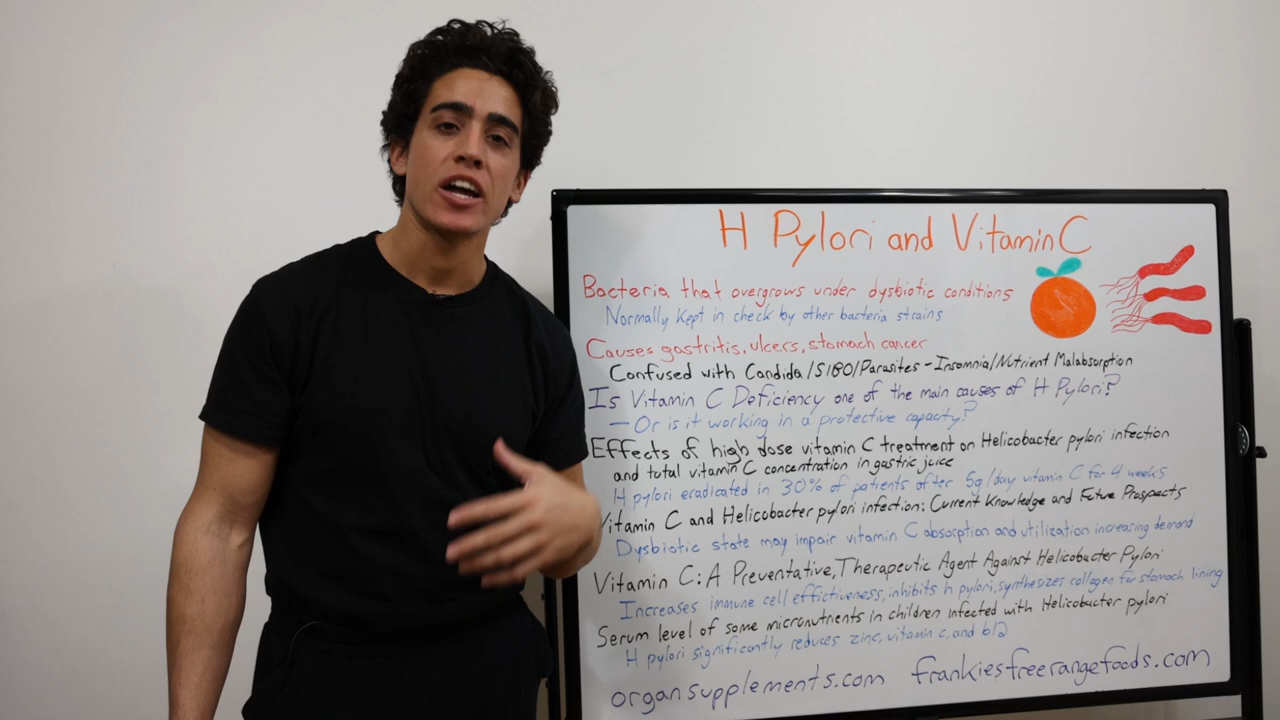 H Pylori and Vitamin C
Bacteria that overgrows under dysbiotic conditions
Normally kept in check by other bacteria strains
Causes gastritis, ulcers, stomach cancer
Confused with Candida/SIBO/Parasites - Insomnia/Nutrient Malabsorption
Is Vitamin C Deficiency one of the main causes of H Pylori?
- Or is it working in a protective capacity?
Effects of high dose vitamin C treatment on Helicobacter pylori infection
and total vitamin C concentration in gastric juice
H pylori eradicated in 30% of patients after 5g/day vitamin C for 4 weeks
Vitamin C and Helicobacter pylori infection: Current Knowledge and Future Prospects
Dysbiotic state may impair vitamin C absorption and utilization increasing demand
Vitamin C: A Preventative, Therapeutic Agent Against Helicobacter Pylori
Increases immune cell effictiveness, inhibits h pylori, synthesizes collagen for stomach lining
Serum level of some micronutrients in children infected with Helicobacter pylori
H pylori significantly reduces zinc, vitamin c, and b12
organsupplements.com frankiesfreerangefoods.com